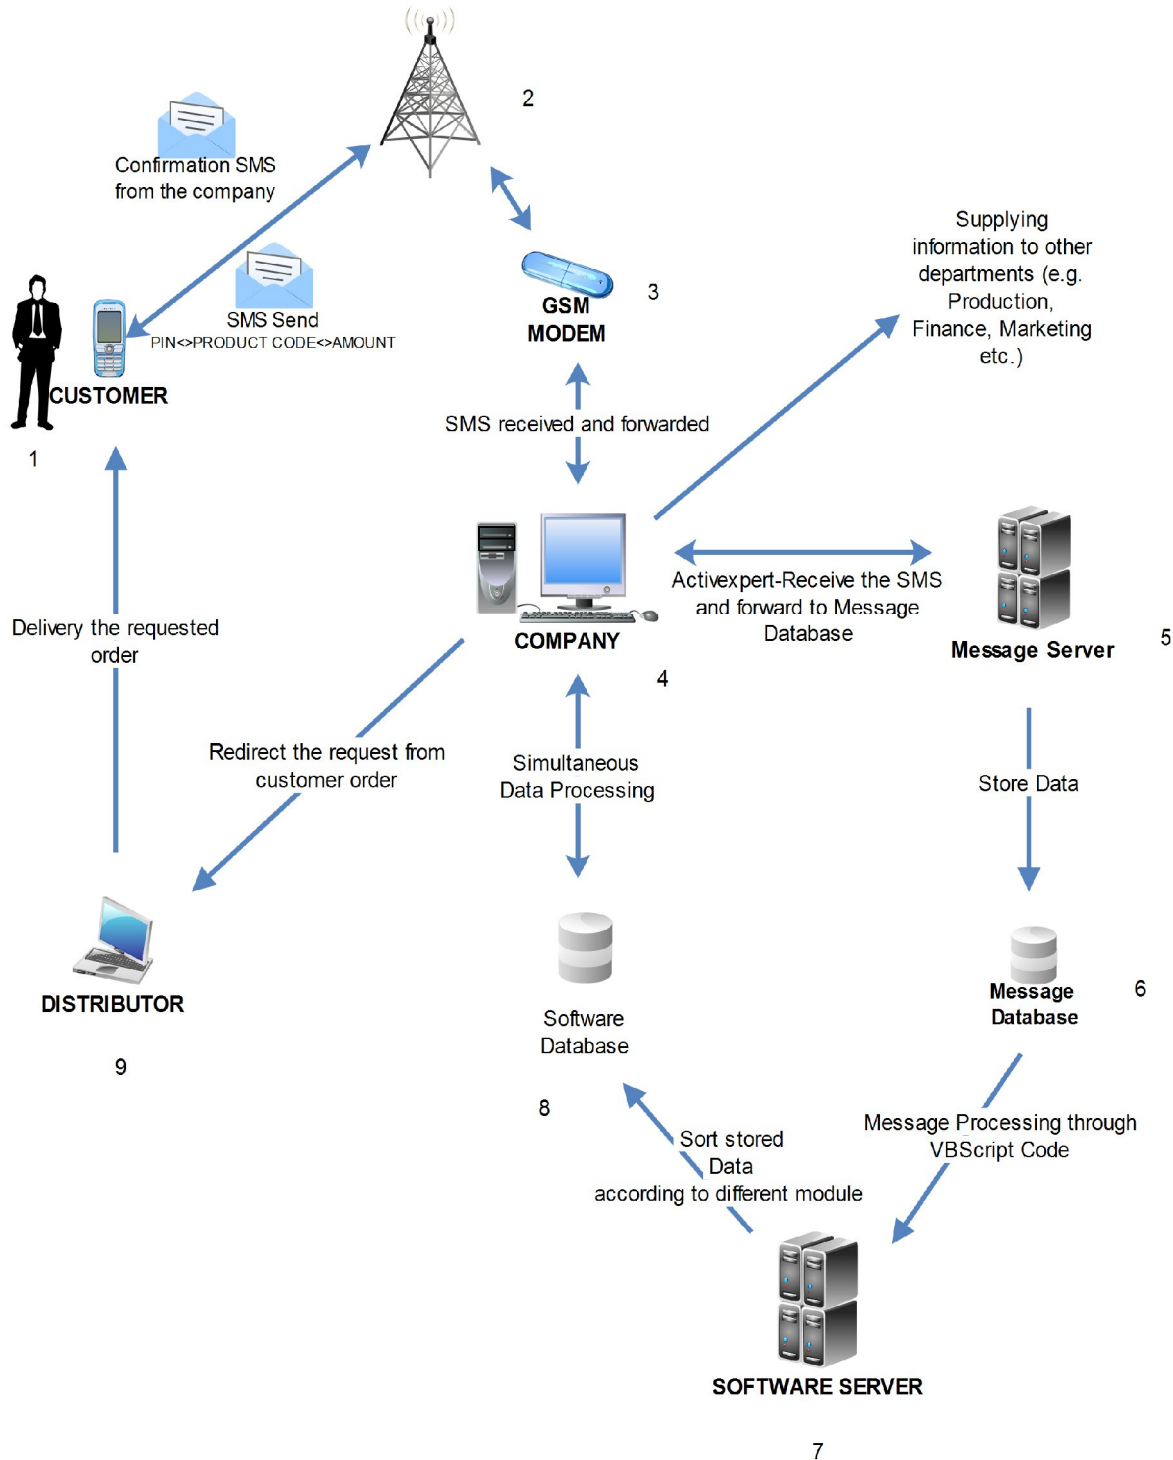 2
Confirmation SMS
from the company
SMS Send
PIN<>PRODUCT CODE<>AMOUNT
CUSTOMER
1
GSM
MODEM
3
SMS received and forwarded
Supplying
information to other
departments (e.g.
Production,
Finance, Marketing
etc.)
COMPANY
4
Activexpert-Receive the SMS
and forward to Message
Database
Message Server
5
Delivery the requested
order
Redirect the request from
customer order
Simultaneous
Data Processing
Store Data
DISTRIBUTOR
9
Software
Database
8
Message
Database
6
Message Processing through
VBScript Code
Sort stored
Data
according to different module
SOFTWARE SERVER
7